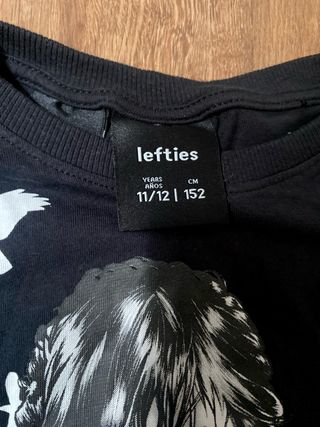 lefties
YEARS CM
AÑOS
11/12 | 152